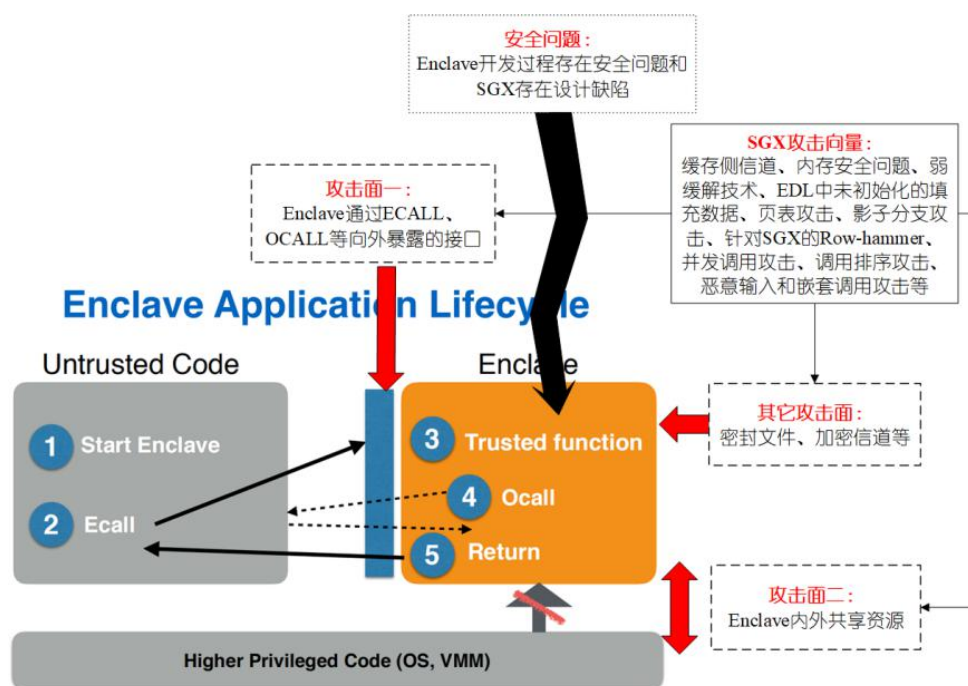 安全问题：
Enclave开发过程存在安全问题和
SGX存在设计缺陷
SGX攻击向量：
缓存侧信道、内存安全问题、弱
缓解技术、EDL中未初始化的填
充数据、页表攻击、影子分支攻
击、针对SGX的Row-hammer、
并发调用攻击、调用排序攻击、
恶意输入和嵌套调用攻击等
攻击面一：
Enclave通过ECALL、
OCALL等向外暴露的接口
Enclave Application Lifecycle
Untrusted Code
Enclave
1 Start Enclave
2 Ecall
3 Trusted function
4 Ocall
5 Return
其它攻击面：
密封文件、加密信道等
攻击面二：
Enclave内外共享资源
Higher Privileged Code (OS, VMM)